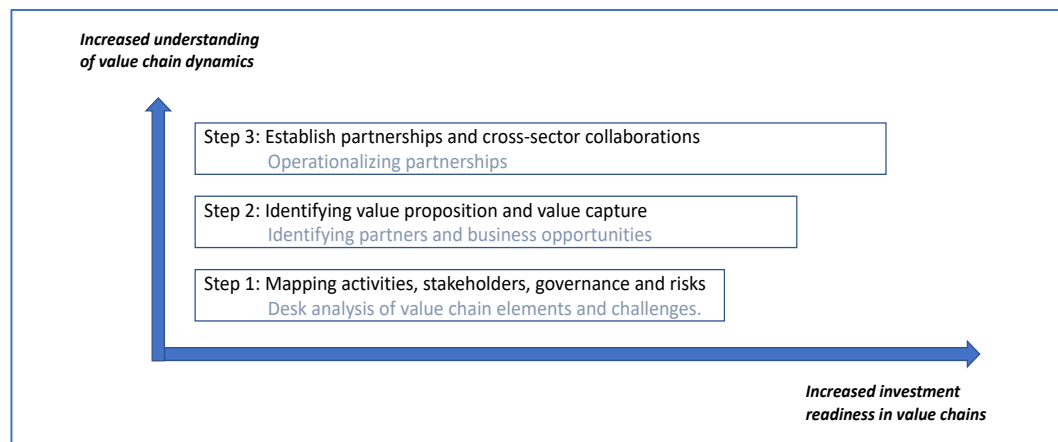 Increased understanding
of value chain dynamics
Step 3: Establish partnerships and cross-sector collaborations
Operationalizing partnerships
Step 2: Identifying value proposition and value capture
Identifying partners and business opportunities
Step 1: Mapping activities, stakeholders, governance and risks
Desk analysis of value chain elements and challenges.
Increased investment
readiness in value chains